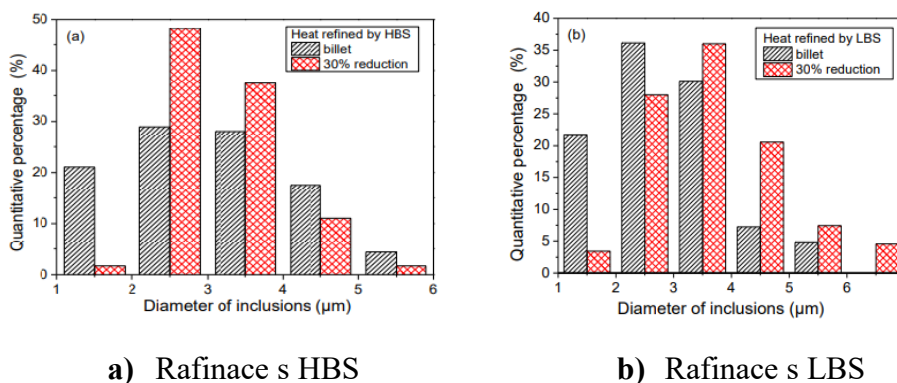 (a)
Heat refined by HBS
billet
30% reduction
Quantitative percentage (%)
50
40
30
20
10
0
1 2 3 4 5 6
Diameter of inclusions (μm)
(b)
Heat refined by LBS
billet
30% reduction
Quantitative percentage (%)
40
35
30
25
20
15
10
5
0
1 2 3 4 5 6
Diameter of inclusions (μm)
a) Rafinace s HBS
b) Rafinace s LBS